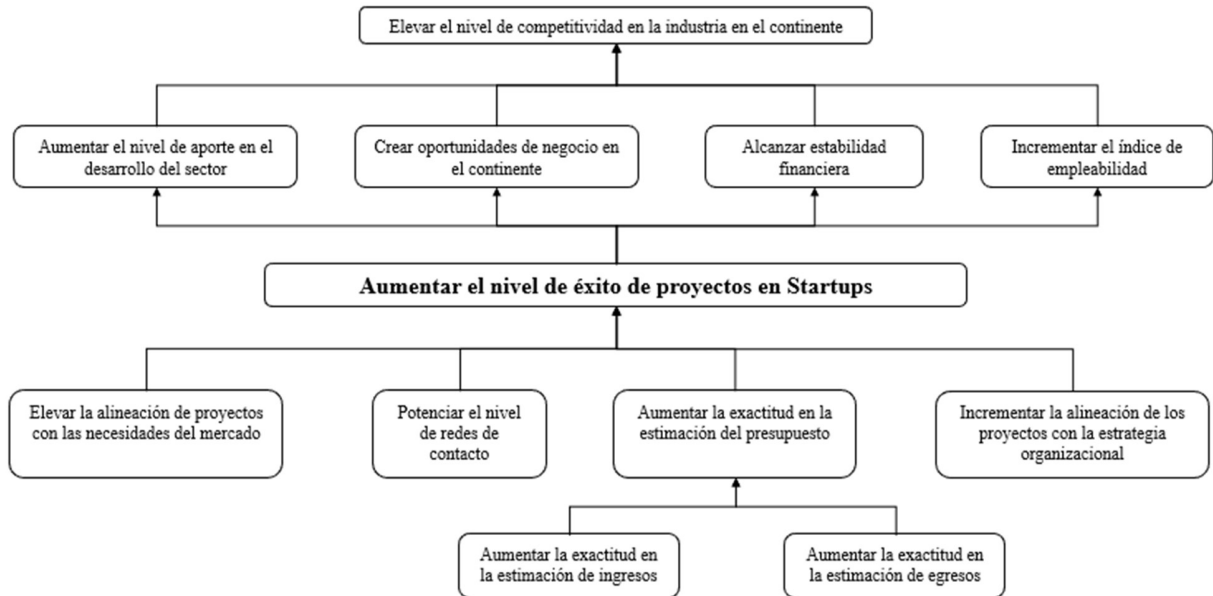 Elevar el nivel de competitividad en la industria en el continente
Aumentar el nivel de aporte en el
desarrollo del sector
Crear oportunidades de negocio en
el continente
Alcanzar estabilidad
financiera
Incrementar el índice de
empleabilidad
Aumentar el nivel de éxito de proyectos en Startups
Elevar la alineación de proyectos
con las necesidades del mercado
Potenciar el nivel
de redes de
contacto
Aumentar la exactitud en la
estimación del presupuesto
Incrementar la alineación de los
proyectos con la estrategia
organizacional
Aumentar la exactitud en
la estimación de ingresos
Aumentar la exactitud en
la estimación de egresos